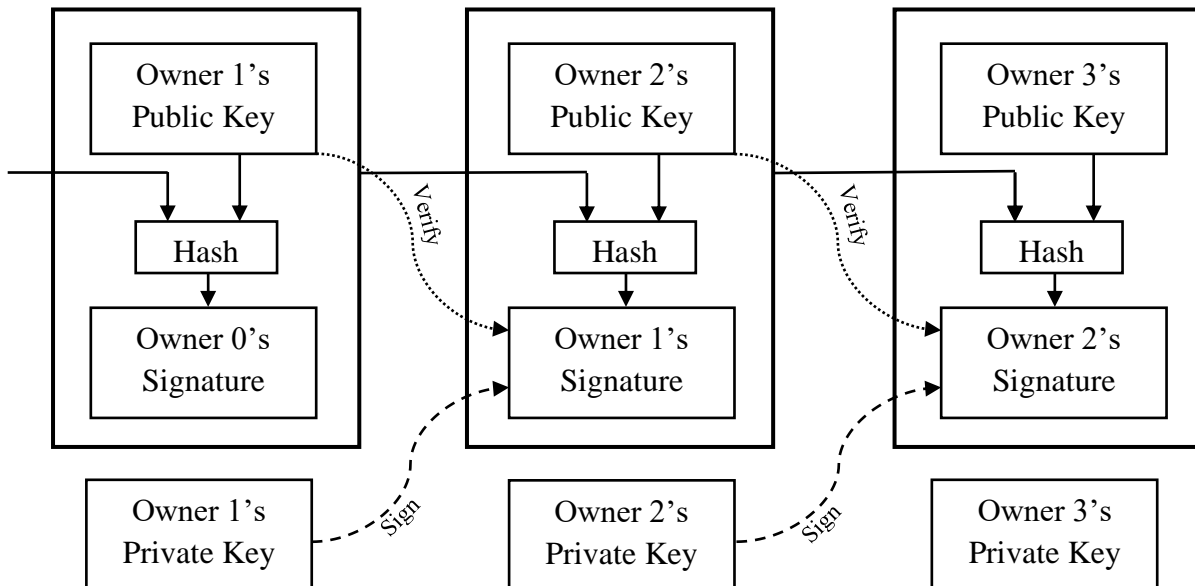 Owner 1’s
Public Key
Hash
Owner 0’s
Signature
Owner 1’s
Private Key
Verify
Sign
Owner 2’s
Public Key
Hash
Owner 1’s
Signature
Owner 2’s
Private Key
Verify
Sign
Owner 3’s
Public Key
Hash
Owner 2’s
Signature
Owner 3’s
Private Key